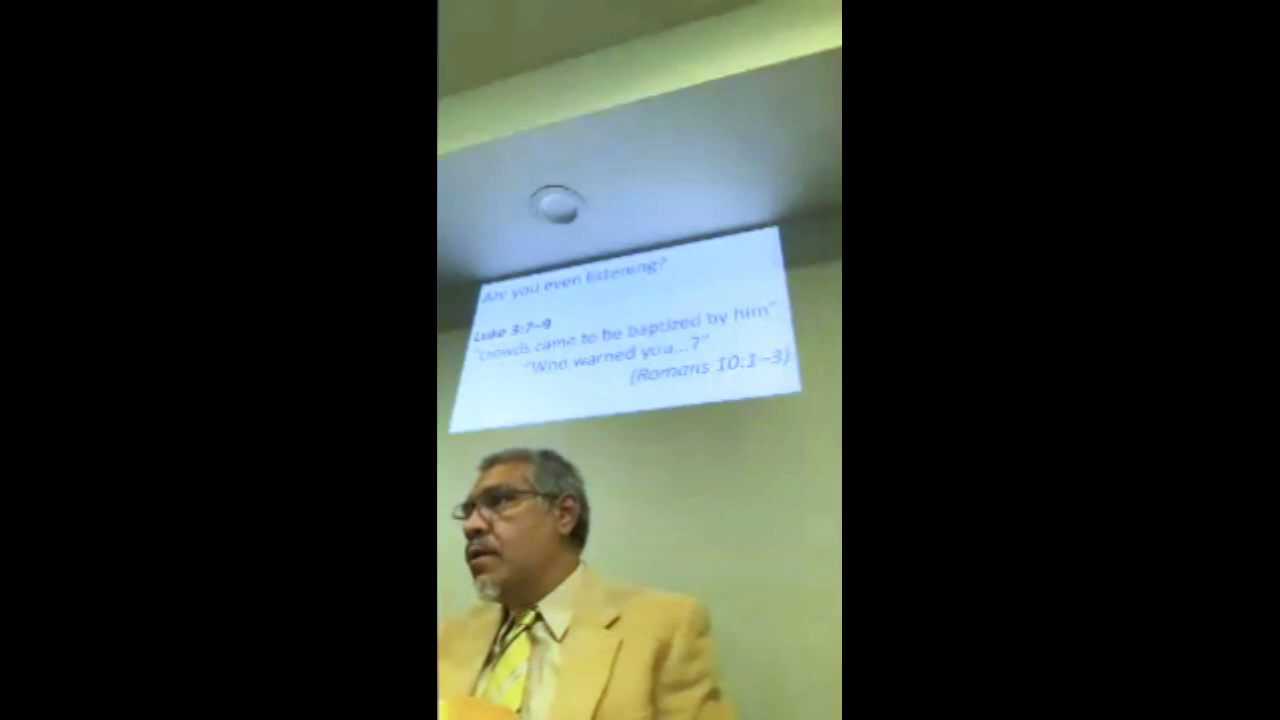 Are you even listening?
Luke 3:7–9
"crowds came to be baptized by him"
"Who warned you...?"
(Romans 10:1–3)